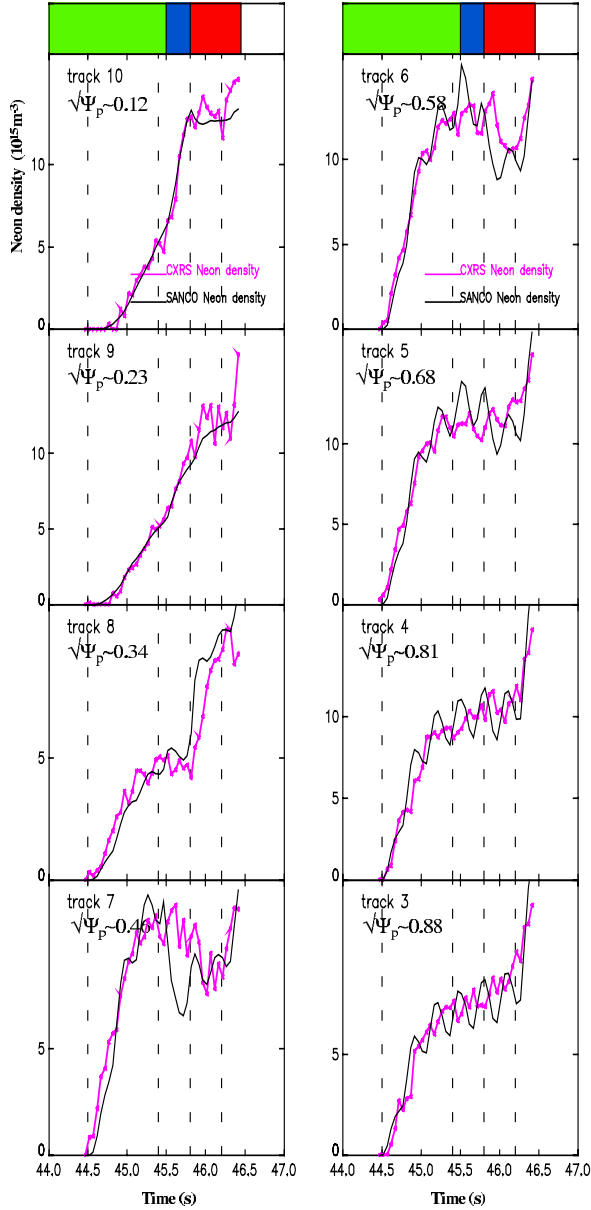 track 10
√Ψp~0.12
Neon density (10¹⁵m⁻³)
10
5
0
CXRS Neon density
SANCO Neon density
track 9
√Ψp~0.23
10
5
0
track 8
√Ψp~0.34
5
0
track 7
√Ψp~0.46
5
0
44.0 44.5 45.0 45.5 46.0 46.5 47.0
Time (s)
track 6
√Ψp~0.58
10
5
0
CXRS Neon density
SANCO Neon density
track 5
√Ψp~0.68
10
5
0
track 4
√Ψp~0.81
10
5
0
track 3
√Ψp~0.88
5
0
44.0 44.5 45.0 45.5 46.0 46.5 47.0
Time (s)